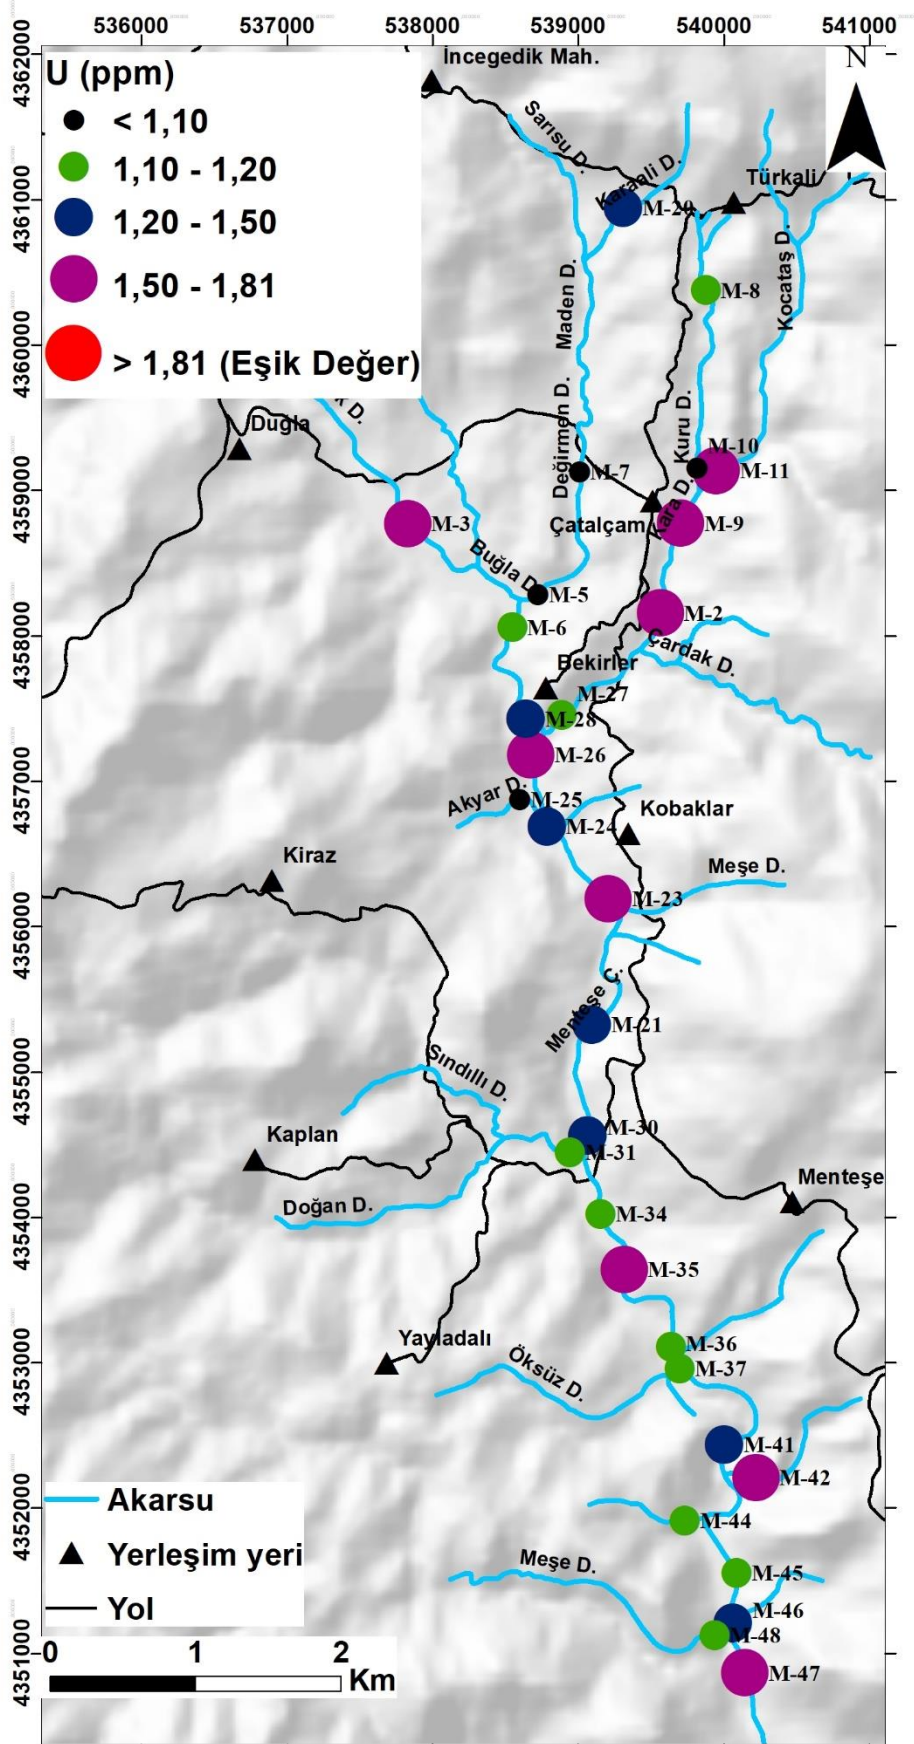 536000 537000 538000 539000 540000 541000
4362000
4361000
4360000
4359000
4358000
4357000
4356000
4355000
4354000
4353000
4352000
4351000
U (ppm)
< 1,10
1,10 - 1,20
1,20 - 1,50
1,50 - 1,81
> 1,81 (Eşik Değer)
N
İncegedik Mah.
Sarısu D.
Karaali D.
Türkali
M-29
Kocataş D.
Maden D.
M-8
k D.
Duğla
Değirmen D.
Kuru D.
M-10
M-7
M-11
Kara D.
M-3
Çatalçam
M-9
Buğla D.
M-5
M-2
M-6
Çardak D.
Bekirler
M-27
M-28
M-26
Akyar D.
M-25
M-24
Kobaklar
Kiraz
Meşe D.
M-23
Menteşe Ç.
M-21
Sındıllı D.
M-30
Kaplan
M-31
Menteşe
Doğan D.
M-34
M-35
Yayladalı
M-36
Öksüz D.
M-37
M-41
M-42
M-44
Meşe D.
M-45
M-46
M-48
M-47
Akarsu
Yerleşim yeri
Yol
0 1 2
Km